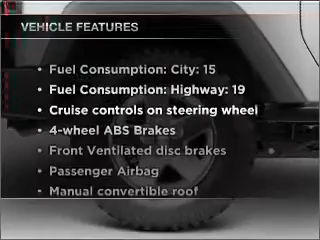 VEHICLE FEATURES
• Fuel Consumption: City: 15
• Fuel Consumption: Highway: 19
• Cruise controls on steering wheel
• 4-wheel ABS Brakes
• Front Ventilated disc brakes
• Passenger Airbag
• Manual convertible roof